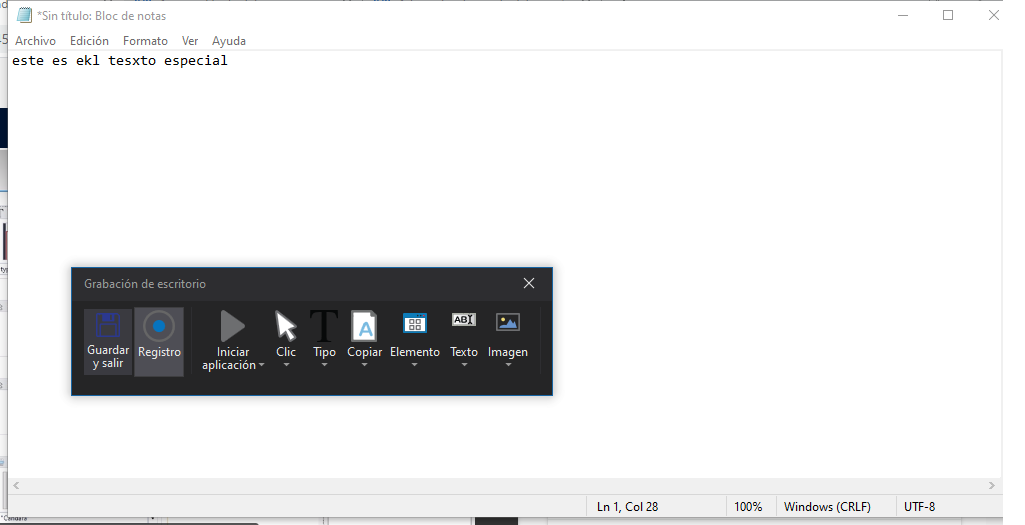 *Sin título: Bloc de notas
Archivo Edición Formato Ver Ayuda
este es ekl tesxto especial
Grabación de escritorio
Guardar y salir
Registro
Iniciar aplicación
Clic
Tipo
Copiar
Elemento
Texto
Imagen
Ln 1, Col 28
100%
Windows (CRLF)
UTF-8